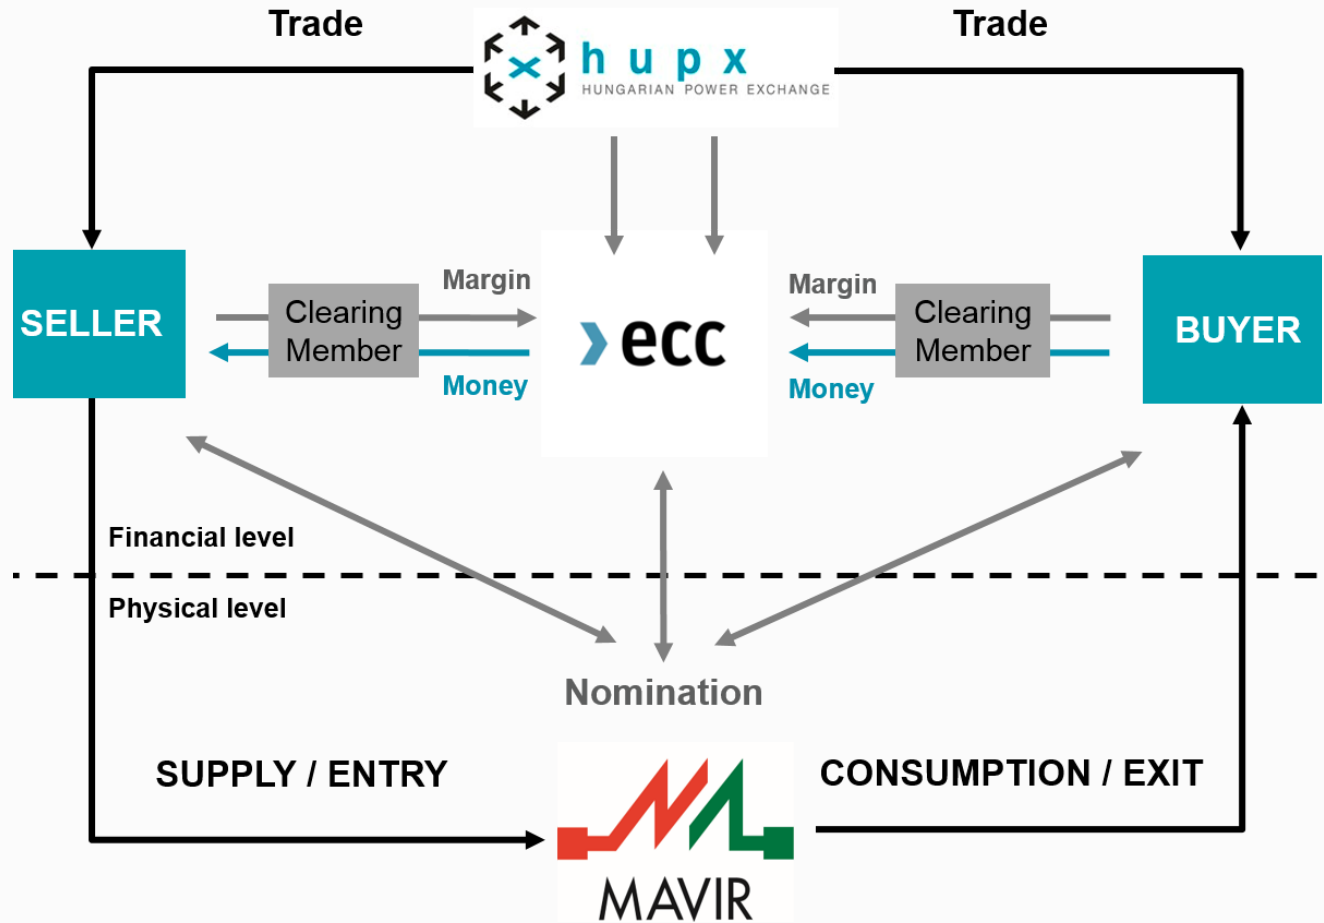 Trade
Trade
hupx
HUNGARIAN POWER EXCHANGE
SELLER
Clearing
Member
Margin
Money
ecc
Margin
Money
Clearing
Member
BUYER
Financial level
Physical level
Nomination
SUPPLY / ENTRY
CONSUMPTION / EXIT
MAVIR